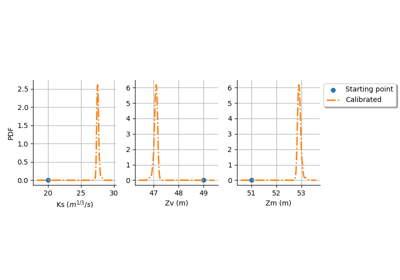 PDF
2.5
2.0
1.5
1.0
0.5
0.0
20 25 30
Ks (m^{1/3}/s)
6
5
4
3
2
1
0
47 48 49
Zv (m)
6
5
4
3
2
1
0
51 52 53
Zm (m)
Starting point
Calibrated